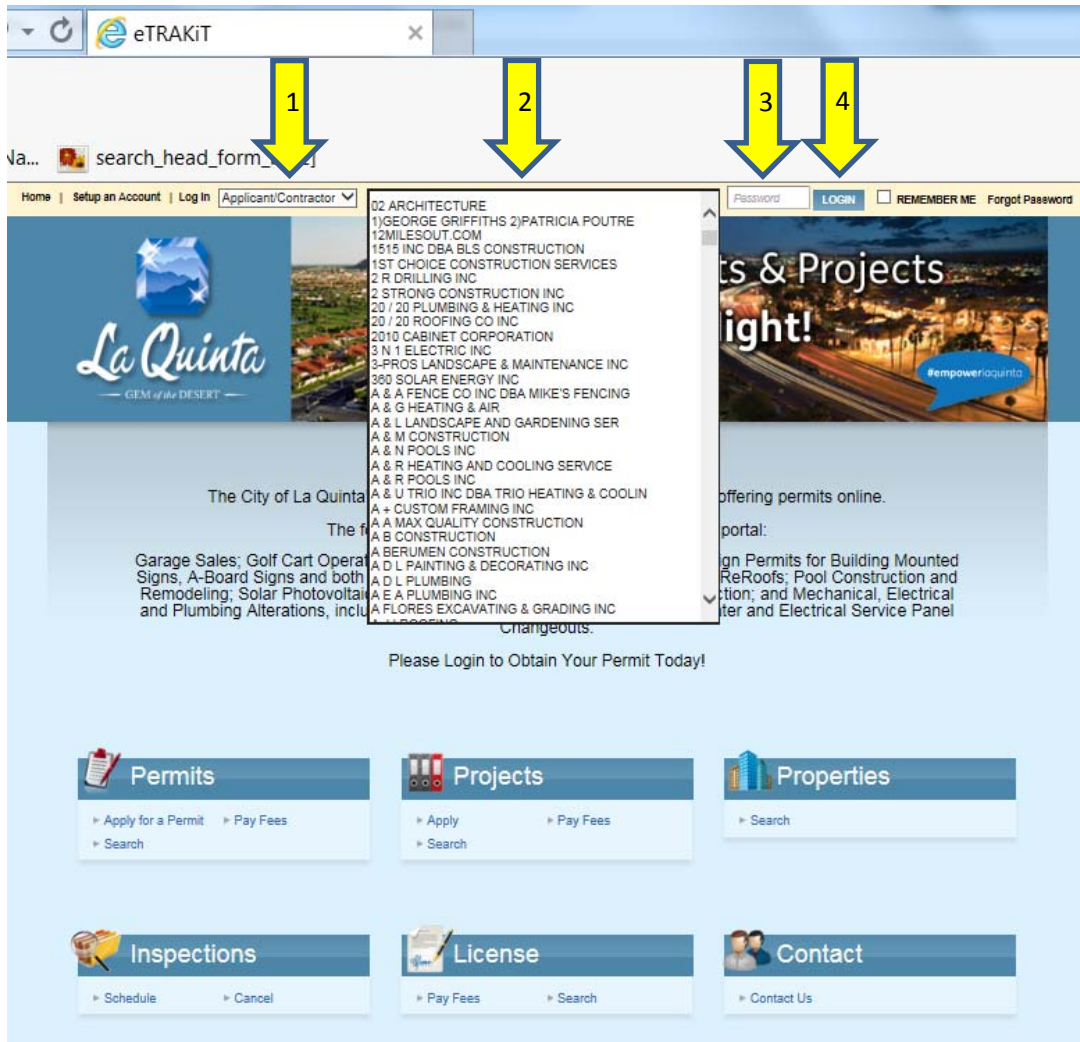 eTRAKiT
1
2
3
4
Na...
search_head_form_
Home | Setup an Account | Log In Applicant/Contractor
Password LOGIN REMEMBER ME Forgot Password
02 ARCHITECTURE
1)GEORGE GRIFFITHS 2)PATRICIA POUTRE
12MILESOUT.COM
1515 INC DBA BLS CONSTRUCTION
1ST CHOICE CONSTRUCTION SERVICES
2 R DRILLING INC
2 STRONG CONSTRUCTION INC
20 / 20 PLUMBING & HEATING INC
20 / 20 ROOFING CO INC
2010 CABINET CORPORATION
3 N 1 ELECTRIC INC
3-PROS LANDSCAPE & MAINTENANCE INC
360 SOLAR ENERGY INC
A & A FENCE CO INC DBA MIKE'S FENCING
A & G HEATING & AIR
A & L LANDSCAPE AND GARDENING SER
A & M CONSTRUCTION
A & N POOLS INC
A & R HEATING AND COOLING SERVICE
A & R POOLS INC
A & U TRIO INC DBA TRIO HEATING & COOLIN
A + CUSTOM FRAMING INC
A A MAX QUALITY CONSTRUCTION
A B CONSTRUCTION
A BERUMEN CONSTRUCTION
A D L PAINTING & DECORATING INC
A D L PLUMBING
A E A PLUMBING INC
A FLORES EXCAVATING & GRADING INC
La Quinta
GEM of the DESERT
ts & Projects
ight!
#empowerlaquinta
The City of La Quinta offering permits online.
The f portal:
Garage Sales; Golf Cart Operat gn Permits for Building Mounted
Signs, A-Board Signs and both ReRoofs; Pool Construction and
Remodeling; Solar Photovoltai ction; and Mechanical, Electrical
and Plumbing Alterations, inclu ter and Electrical Service Panel
Changeouts.
Please Login to Obtain Your Permit Today!
Permits
Apply for a Permit Pay Fees
Search
Projects
Apply Pay Fees
Search
Properties
Search
Inspections
Schedule Cancel
License
Pay Fees Search
Contact
Contact Us